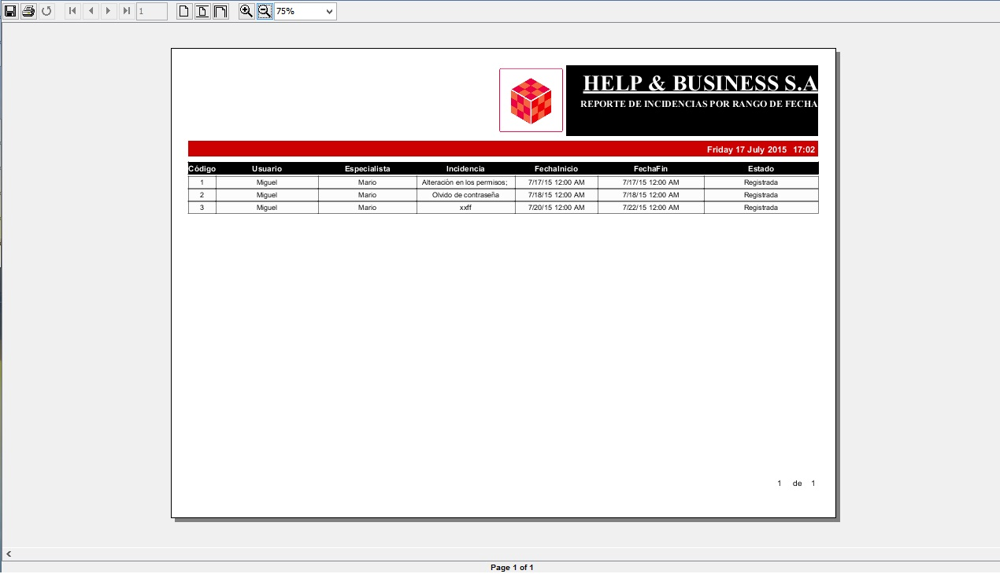 1
75%
HELP & BUSINESS S.A
REPORTE DE INCIDENCIAS POR RANGO DE FECHA
Friday 17 July 2015 17:02
Código Usuario Especialista Incidencia FechaInicio FechaFin Estado
1 Miguel Mario Alteración en los permisos; 7/17/15 12:00 AM 7/17/15 12:00 AM Registrada
2 Miguel Mario Olvido de contraseña 7/18/15 12:00 AM 7/18/15 12:00 AM Registrada
3 Miguel Mario xxff 7/20/15 12:00 AM 7/22/15 12:00 AM Registrada
1 de 1
Page 1 of 1